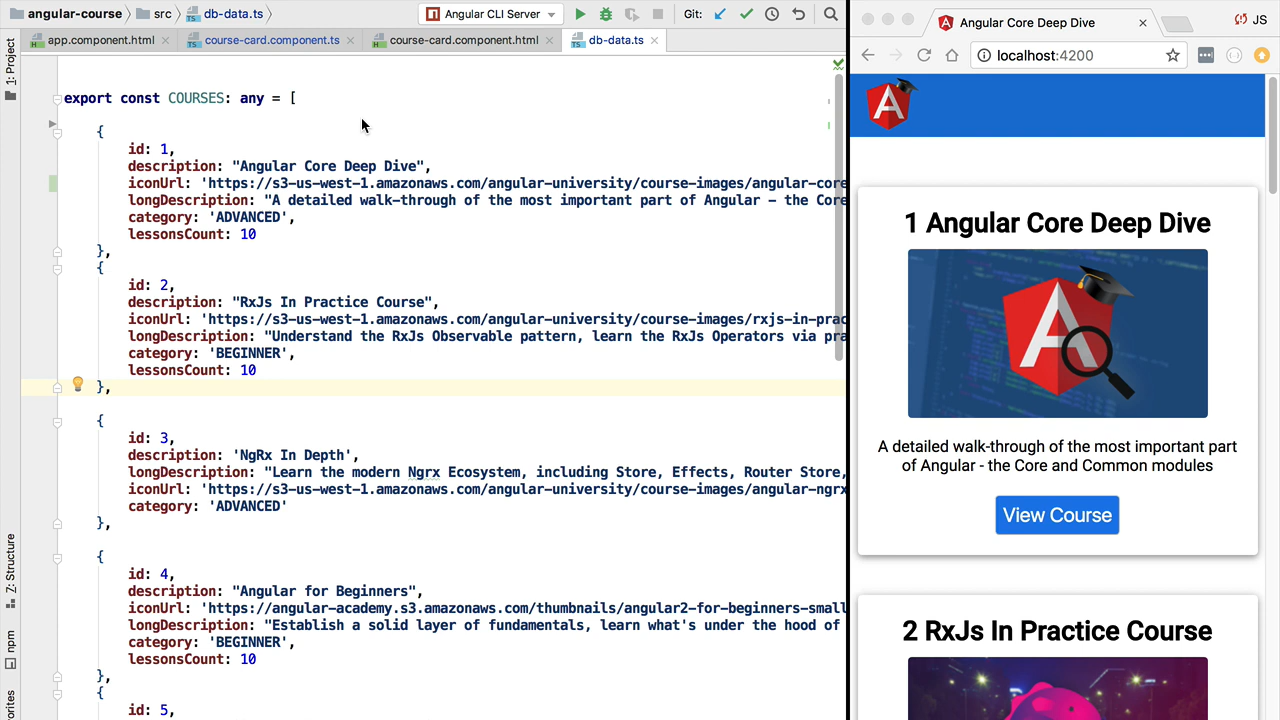 angular-course
src
db-data.ts
Angular CLI Server
Git:
app.component.html
course-card.component.ts
course-card.component.html
db-data.ts
1: Project
Z: Structure
npm
orites
export const COURSES: any = [
{
id: 1,
description: "Angular Core Deep Dive",
iconUrl: 'https://s3-us-west-1.amazonaws.com/angular-university/course-images/angular-core
longDescription: "A detailed walk-through of the most important part of Angular - the Core
category: 'ADVANCED',
lessonsCount: 10
},
{
id: 2,
description: "RxJs In Practice Course",
iconUrl: 'https://s3-us-west-1.amazonaws.com/angular-university/course-images/rxjs-in-prac
longDescription: "Understand the RxJs Observable pattern, learn the RxJs Operators via pra
category: 'BEGINNER',
lessonsCount: 10
},
{
id: 3,
description: 'NgRx In Depth',
longDescription: "Learn the modern Ngrx Ecosystem, including Store, Effects, Router Store,
iconUrl: 'https://s3-us-west-1.amazonaws.com/angular-university/course-images/angular-ngrx
category: 'ADVANCED'
},
{
id: 4,
description: "Angular for Beginners",
iconUrl: 'https://angular-academy.s3.amazonaws.com/thumbnails/angular2-for-beginners-small
longDescription: "Establish a solid layer of fundamentals, learn what's under the hood of
category: 'BEGINNER',
lessonsCount: 10
},
{
id: 5,
Angular Core Deep Dive
JS
localhost:4200
1 Angular Core Deep Dive
A detailed walk-through of the most important part
of Angular - the Core and Common modules
View Course
2 RxJs In Practice Course